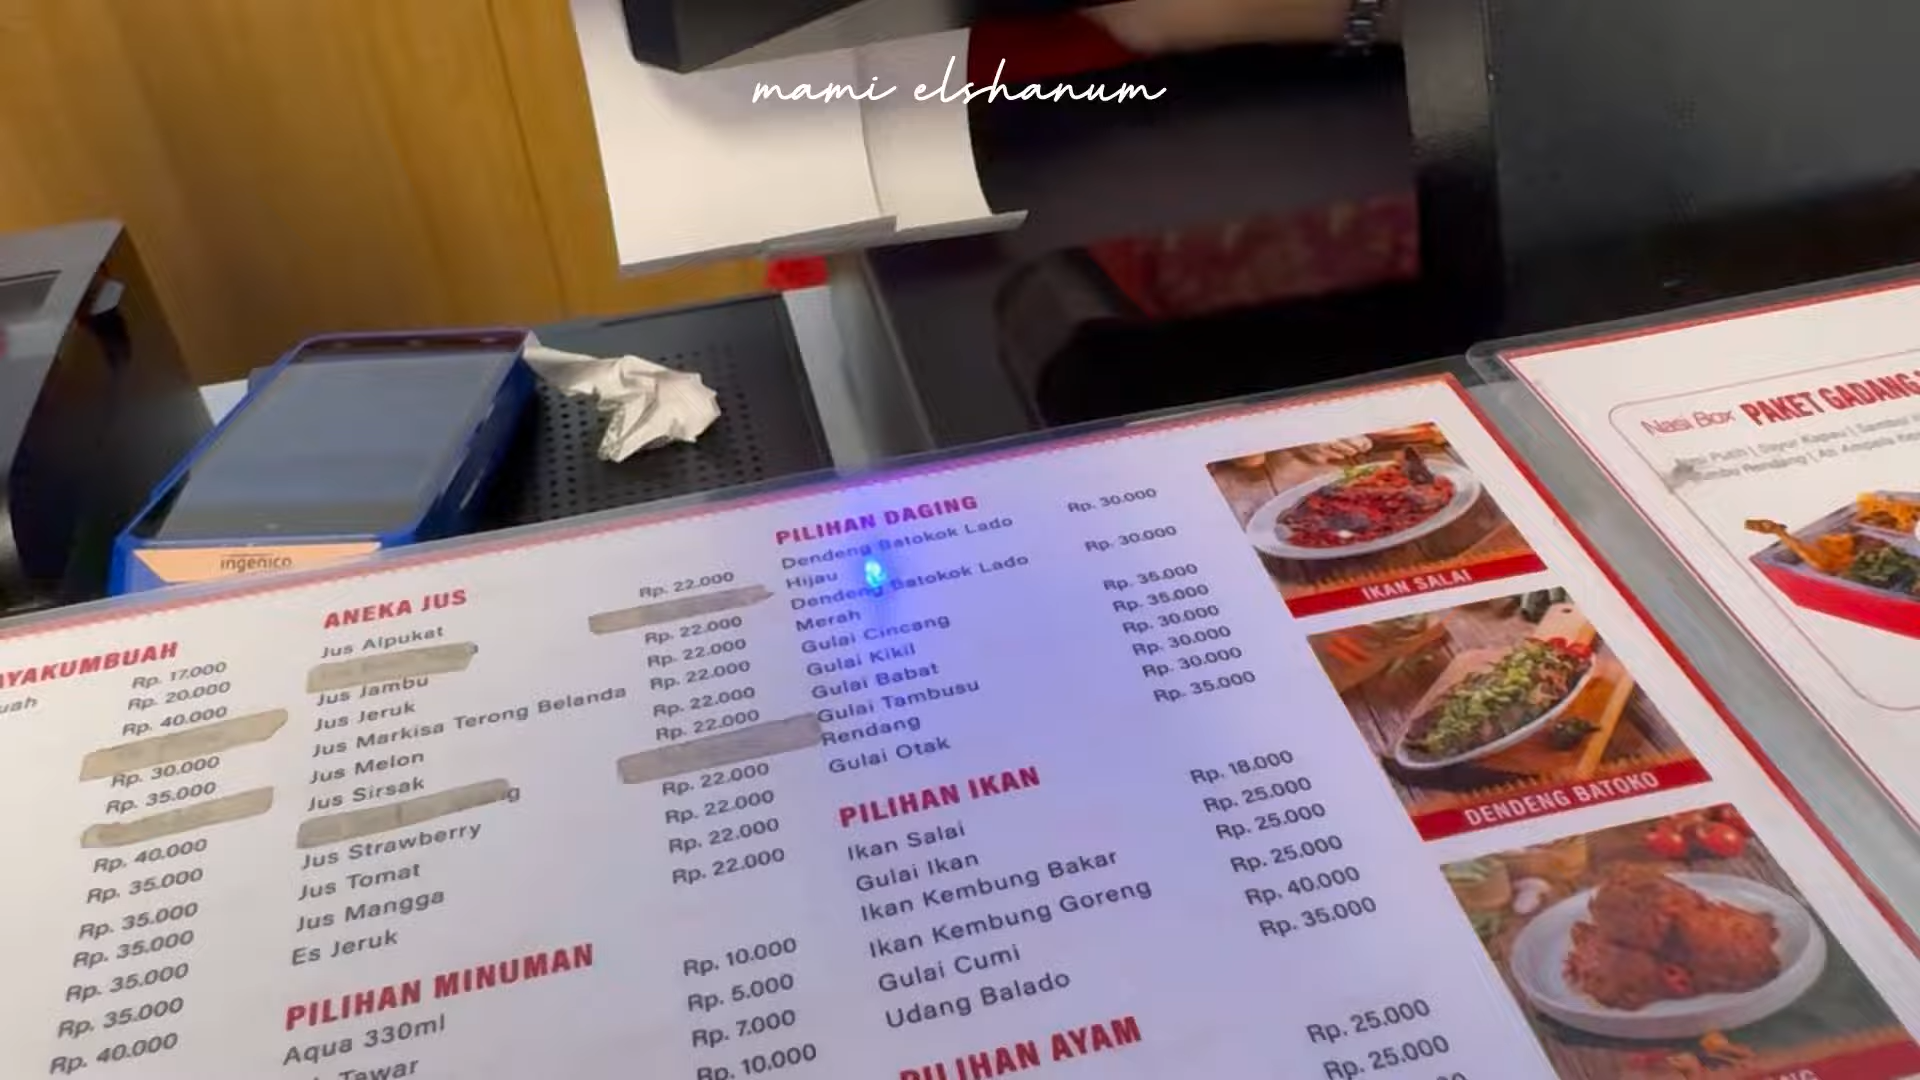 mami elshanum
ingenico
AYAKUMBUAH
uah
Rp. 17.000
Rp. 20.000
Rp. 40.000
Rp. 30.000
Rp. 35.000
Rp. 40.000
Rp. 35.000
Rp. 35.000
Rp. 35.000
Rp. 35.000
Rp. 35.000
Rp. 40.000
ANEKA JUS
Jus Alpukat
Jus Jambu
Jus Jeruk
Jus Markisa Terong Belanda
Jus Melon
Jus Sirsak
Jus Strawberry
Jus Tomat
Jus Mangga
Es Jeruk
Rp. 22.000
Rp. 22.000
Rp. 22.000
Rp. 22.000
Rp. 22.000
Rp. 22.000
Rp. 22.000
Rp. 22.000
Rp. 22.000
Rp. 22.000
PILIHAN MINUMAN
Aqua 330ml
Tawar
Rp. 10.000
Rp. 5.000
Rp. 7.000
Rp. 10.000
PILIHAN DAGING
Dendeng Batokok Lado
Hijau
Dendeng Batokok Lado
Merah
Gulai Cincang
Gulai Kikil
Gulai Babat
Gulai Tambusu
Rendang
Gulai Otak
Rp. 30.000
Rp. 30.000
Rp. 35.000
Rp. 35.000
Rp. 30.000
Rp. 30.000
Rp. 30.000
Rp. 35.000
PILIHAN IKAN
Ikan Salai
Gulai Ikan
Ikan Kembung Bakar
Ikan Kembung Goreng
Gulai Cumi
Udang Balado
Rp. 18.000
Rp. 25.000
Rp. 25.000
Rp. 25.000
Rp. 40.000
Rp. 35.000
PILIHAN AYAM
Rp. 25.000
Rp. 25.000
IKAN SALAI
DENDENG BATOKO
Nasi Box PAKET GADANG
Nasi Putih | Sayur Kapau | Sambal